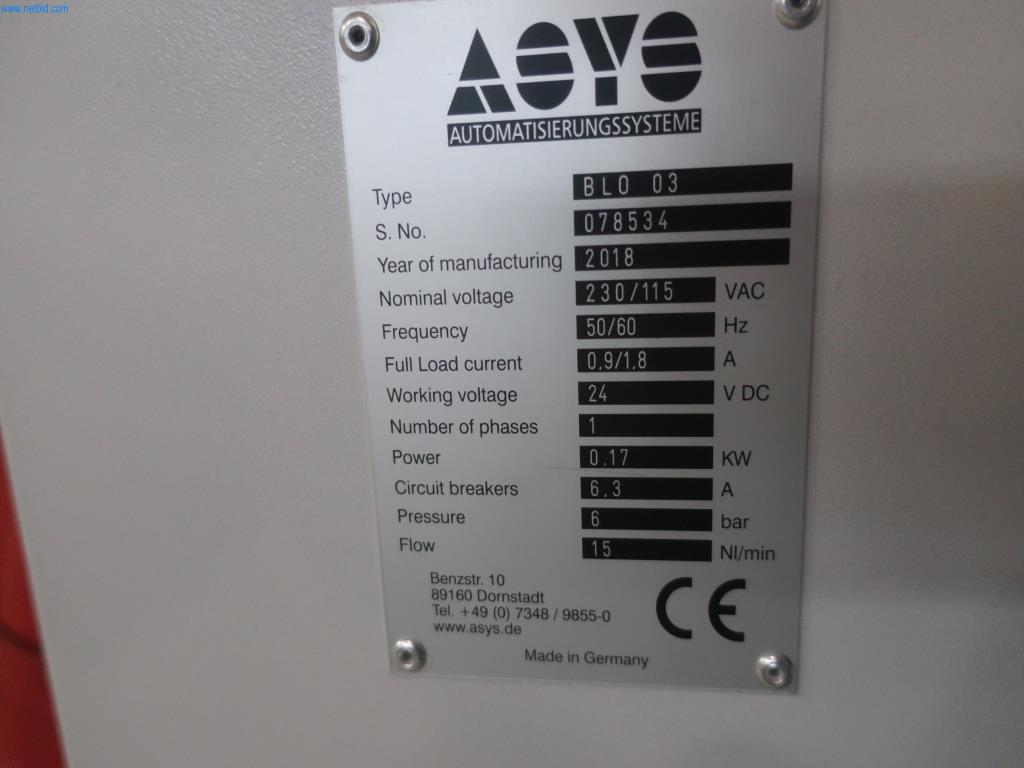 www.netbid.com
ASYS
AUTOMATISIERUNGSSYSTEME
Type BLO 03
S. No. 078534
Year of manufacturing 2018
Nominal voltage 230/115 VAC
Frequency 50/60 Hz
Full Load current 0,9/1,8 A
Working voltage 24 V DC
Number of phases 1
Power 0.17 KW
Circuit breakers 6,3 A
Pressure 6 bar
Flow 15 Nl/min
Benzstr. 10
89160 Dornstadt
Tel. +49 (0) 7348 / 9855-0
www.asys.de
CE
Made in Germany